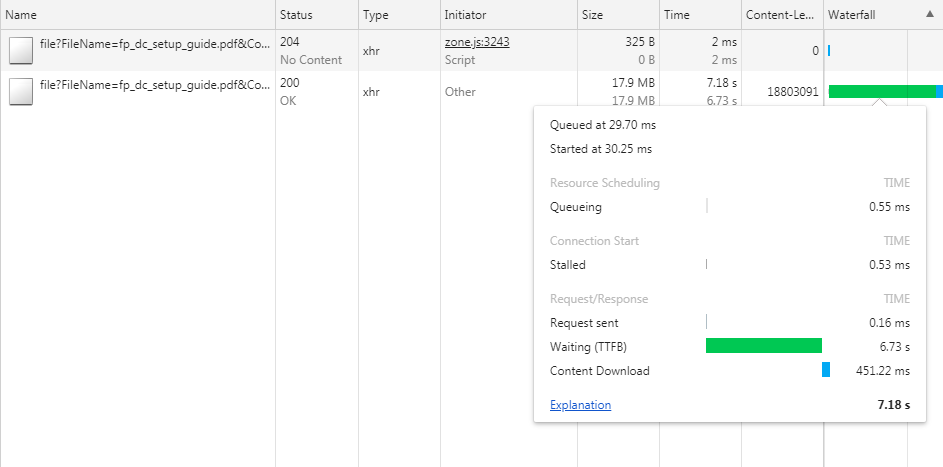 Name Status Type Initiator Size Time Content-Le... Waterfall
file?FileName=fp_dc_setup_guide.pdf&Co... 204 xhr zone.js:3243 325 B 2 ms 0
No Content Script 0 B 2 ms
file?FileName=fp_dc_setup_guide.pdf&Co... 200 xhr Other 17.9 MB 7.18 s 18803091
OK 17.9 MB 6.73 s
Queued at 29.70 ms
Started at 30.25 ms
Resource Scheduling TIME
Queueing 0.55 ms
Connection Start TIME
Stalled 0.53 ms
Request/Response TIME
Request sent 0.16 ms
Waiting (TTFB) 6.73 s
Content Download 451.22 ms
Explanation 7.18 s